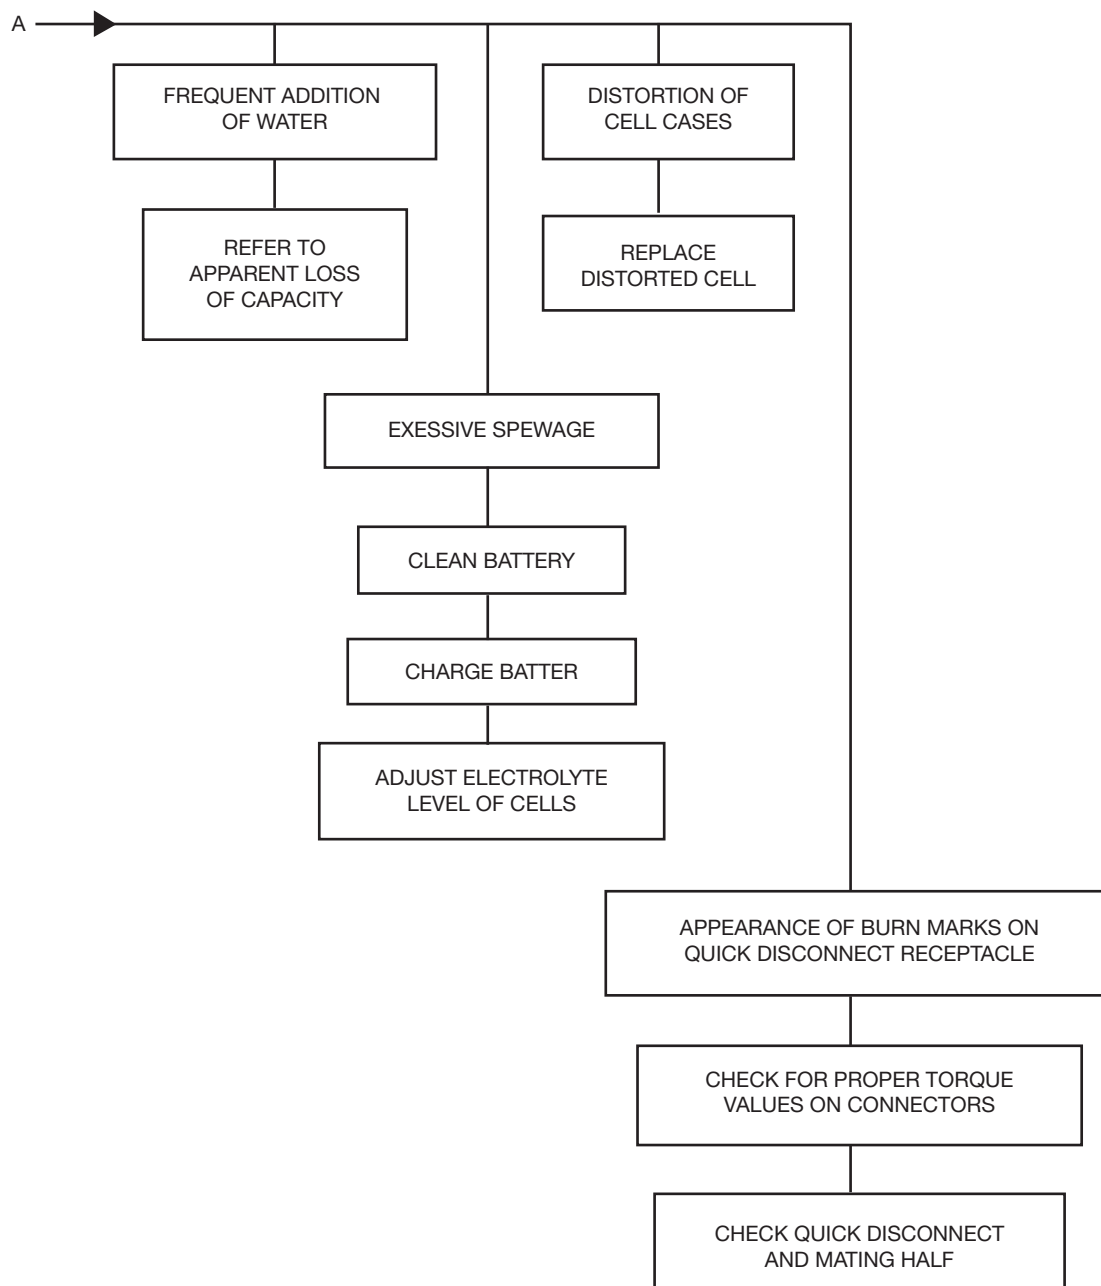 A
FREQUENT ADDITION
OF WATER
DISTORTION OF
CELL CASES
REFER TO
APPARENT LOSS
OF CAPACITY
REPLACE
DISTORTED CELL
EXESSIVE SPEWAGE
CLEAN BATTERY
CHARGE BATTER
ADJUST ELECTROLYTE
LEVEL OF CELLS
APPEARANCE OF BURN MARKS ON
QUICK DISCONNECT RECEPTACLE
CHECK FOR PROPER TORQUE
VALUES ON CONNECTORS
CHECK QUICK DISCONNECT
AND MATING HALF